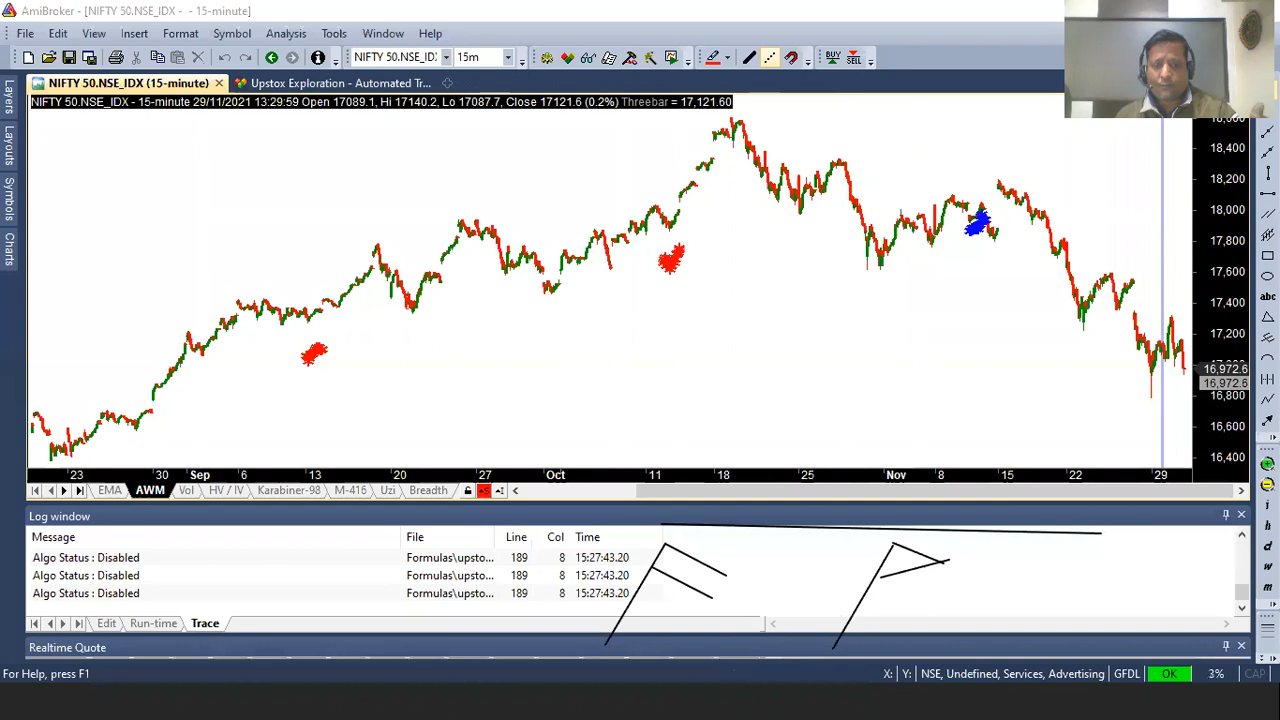 AmiBroker - [NIFTY 50.NSE_IDX - - 15-minute]
File Edit View Insert Format Symbol Analysis Tools Window Help
NIFTY 50.NSE_ID: 15m BUY SELL
NIFTY 50.NSE_IDX (15-minute) Upstox Exploration - Automated Tr...
NIFTY 50.NSE_IDX - 15-minute 29/11/2021 13:29:59 Open 17089.1, Hi 17140.2, Lo 17087.7, Close 17121.6 (0.2%) Threebar = 17,121.60
Layers
Layouts
Symbols
Charts
18,400
18,200
18,000
17,800
17,600
17,400
17,200
16,972.6
16,972.6
16,800
16,600
16,400
23 30 Sep 6 13 20 27 Oct 11 18 25 Nov 8 15 22 29
EMA AWM Vol HV / IV Karabiner-98 M-416 Uzi Breadth
Log window
Message File Line Col Time
Algo Status : Disabled Formulas\upsto... 189 8 15:27:43.20
Algo Status : Disabled Formulas\upsto... 189 8 15:27:43.20
Algo Status : Disabled Formulas\upsto... 189 8 15:27:43.20
Edit Run-time Trace
Realtime Quote
For Help, press F1 X: Y: NSE, Undefined, Services, Advertising GFDL OK 3% CAP
abc
i
h
d
w
m